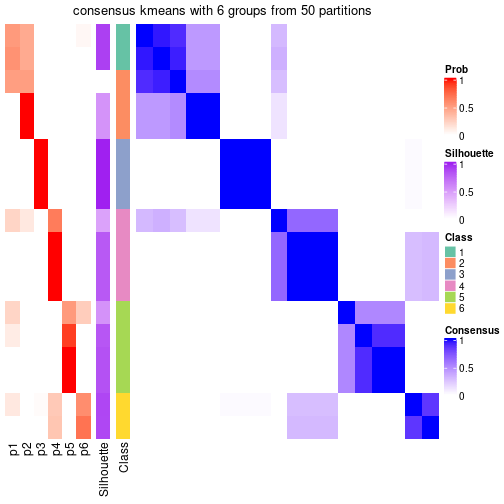 consensus kmeans with 6 groups from 50 partitions
p1
p2
p3
p4
p5
p6
Silhouette
Class
Prob
1
0.5
0
Silhouette
1
0.5
0
Class
1
2
3
4
5
6
Consensus
1
0.5
0